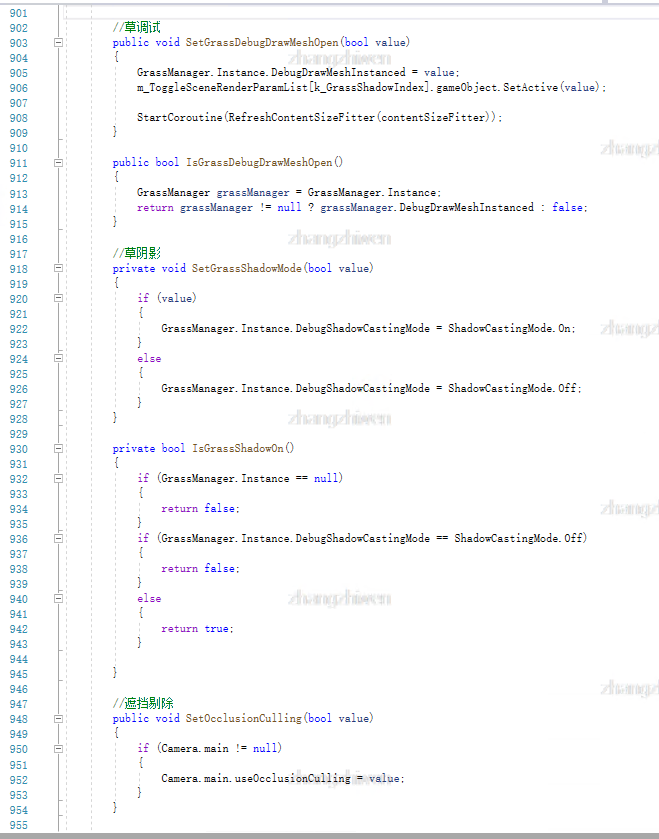 901
902 //草调试
903 public void SetGrassDebugDrawMeshOpen(bool value)
904 {
905 GrassManager.Instance.DebugDrawMeshInstanced = value;
906 m_ToggleSceneRenderParamList[k_GrassShadowIndex].gameObject.SetActive(value);
907
908 StartCoroutine(RefreshContentSizeFitter(contentSizeFitter));
909 }
910
911 public bool IsGrassDebugDrawMeshOpen()
912 {
913 GrassManager grassManager = GrassManager.Instance;
914 return grassManager != null ? grassManager.DebugDrawMeshInstanced : false;
915 }
916
917 //草阴影
918 private void SetGrassShadowMode(bool value)
919 {
920 if (value)
921 {
922 GrassManager.Instance.DebugShadowCastingMode = ShadowCastingMode.On;
923 }
924 else
925 {
926 GrassManager.Instance.DebugShadowCastingMode = ShadowCastingMode.Off;
927 }
928 }
929
930 private bool IsGrassShadowOn()
931 {
932 if (GrassManager.Instance == null)
933 {
934 return false;
935 }
936 if (GrassManager.Instance.DebugShadowCastingMode == ShadowCastingMode.Off)
937 {
938 return false;
939 }
940 else
941 {
942 return true;
943 }
944
945 }
946
947 //遮挡剔除
948 public void SetOcclusionCulling(bool value)
949 {
950 if (Camera.main != null)
951 {
952 Camera.main.useOcclusionCulling = value;
953 }
954 }
955